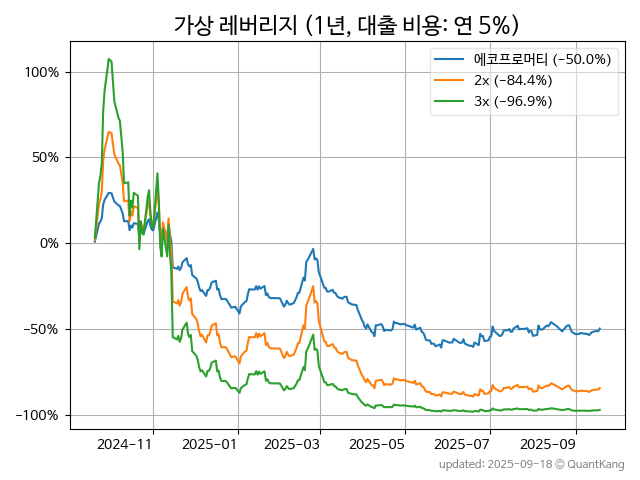 가상 레버리지 (1년, 대출 비용: 연 5%)
에코프로머티 (−50.0%)
2x (−84.4%)
3x (−96.9%)
100%
50%
0%
−50%
−100%
2024−11 2025−01 2025−03 2025−05 2025−07 2025−09
updated: 2025−09−18 © QuantKang